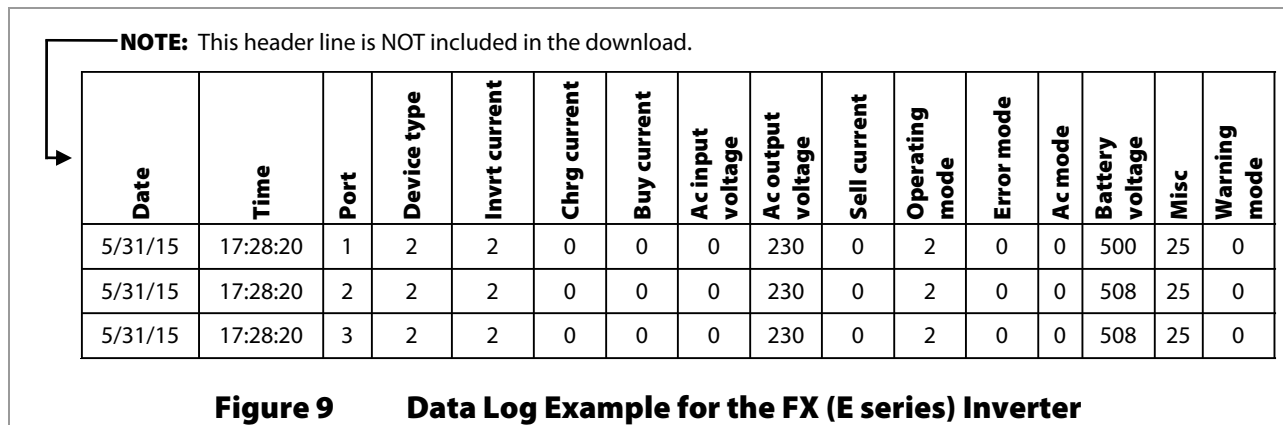 NOTE: This header line is NOT included in the download.
Date Time Port Device type Invrt current Chrg current Buy current Ac input voltage Ac output voltage Sell current Operating mode Error mode Ac mode Battery voltage Misc Warning mode
5/31/15 17:28:20 1 2 2 0 0 0 230 0 2 0 0 500 25 0
5/31/15 17:28:20 2 2 2 0 0 0 230 0 2 0 0 508 25 0
5/31/15 17:28:20 3 2 2 0 0 0 230 0 2 0 0 508 25 0
Figure 9 Data Log Example for the FX (E series) Inverter